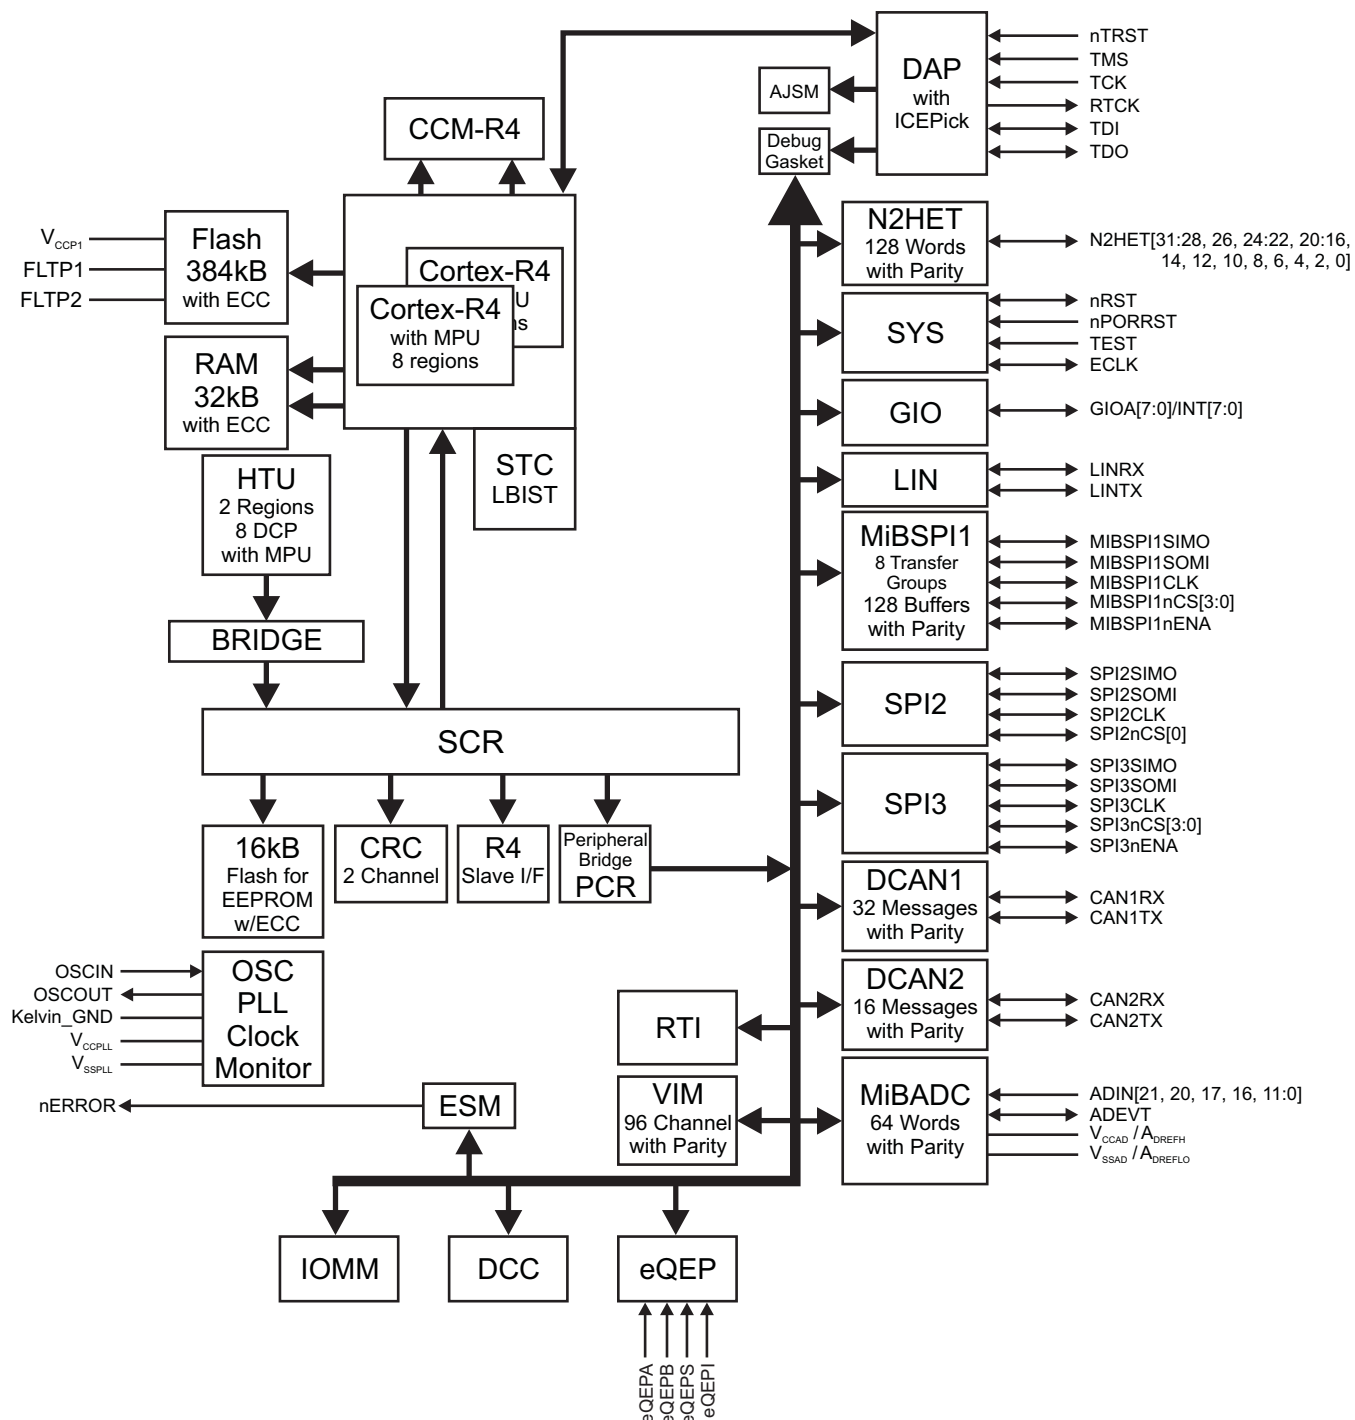 DAP
with
ICEPick
nTRST
TMS
TCK
RTCK
TDI
TDO
AJSM
Debug
Gasket
CCM-R4
V_CCP1
FLTP1
FLTP2
Flash
384kB
with ECC
Cortex-R4
U
ns
Cortex-R4
with MPU
8 regions
RAM
32kB
with ECC
STC
LBIST
HTU
2 Regions
8 DCP
with MPU
BRIDGE
SCR
16kB
Flash for
EEPROM
w/ECC
CRC
2 Channel
R4
Slave I/F
Peripheral
Bridge
PCR
N2HET
128 Words
with Parity
N2HET[31:28, 26, 24:22, 20:16,
14, 12, 10, 8, 6, 4, 2, 0]
SYS
nRST
nPORRST
TEST
ECLK
GIO
GIOA[7:0]/INT[7:0]
LIN
LINRX
LINTX
MiBSPI1
8 Transfer
Groups
128 Buffers
with Parity
MIBSPI1SIMO
MIBSPI1SOMI
MIBSPI1CLK
MIBSPI1nCS[3:0]
MIBSPI1nENA
SPI2
SPI2SIMO
SPI2SOMI
SPI2CLK
SPI2nCS[0]
SPI3
SPI3SIMO
SPI3SOMI
SPI3CLK
SPI3nCS[3:0]
SPI3nENA
DCAN1
32 Messages
with Parity
CAN1RX
CAN1TX
DCAN2
16 Messages
with Parity
CAN2RX
CAN2TX
MiBADC
64 Words
with Parity
ADIN[21, 20, 17, 16, 11:0]
ADEVT
V_CCAD / A_DREFH
V_SSAD / A_DREFLO
OSCIN
OSCOUT
Kelvin_GND
V_CCPLL
V_SSPLL
OSC
PLL
Clock
Monitor
RTI
VIM
96 Channel
with Parity
nERROR
ESM
IOMM
DCC
eQEP
eQEPA
eQEPB
eQEPS
eQEPI